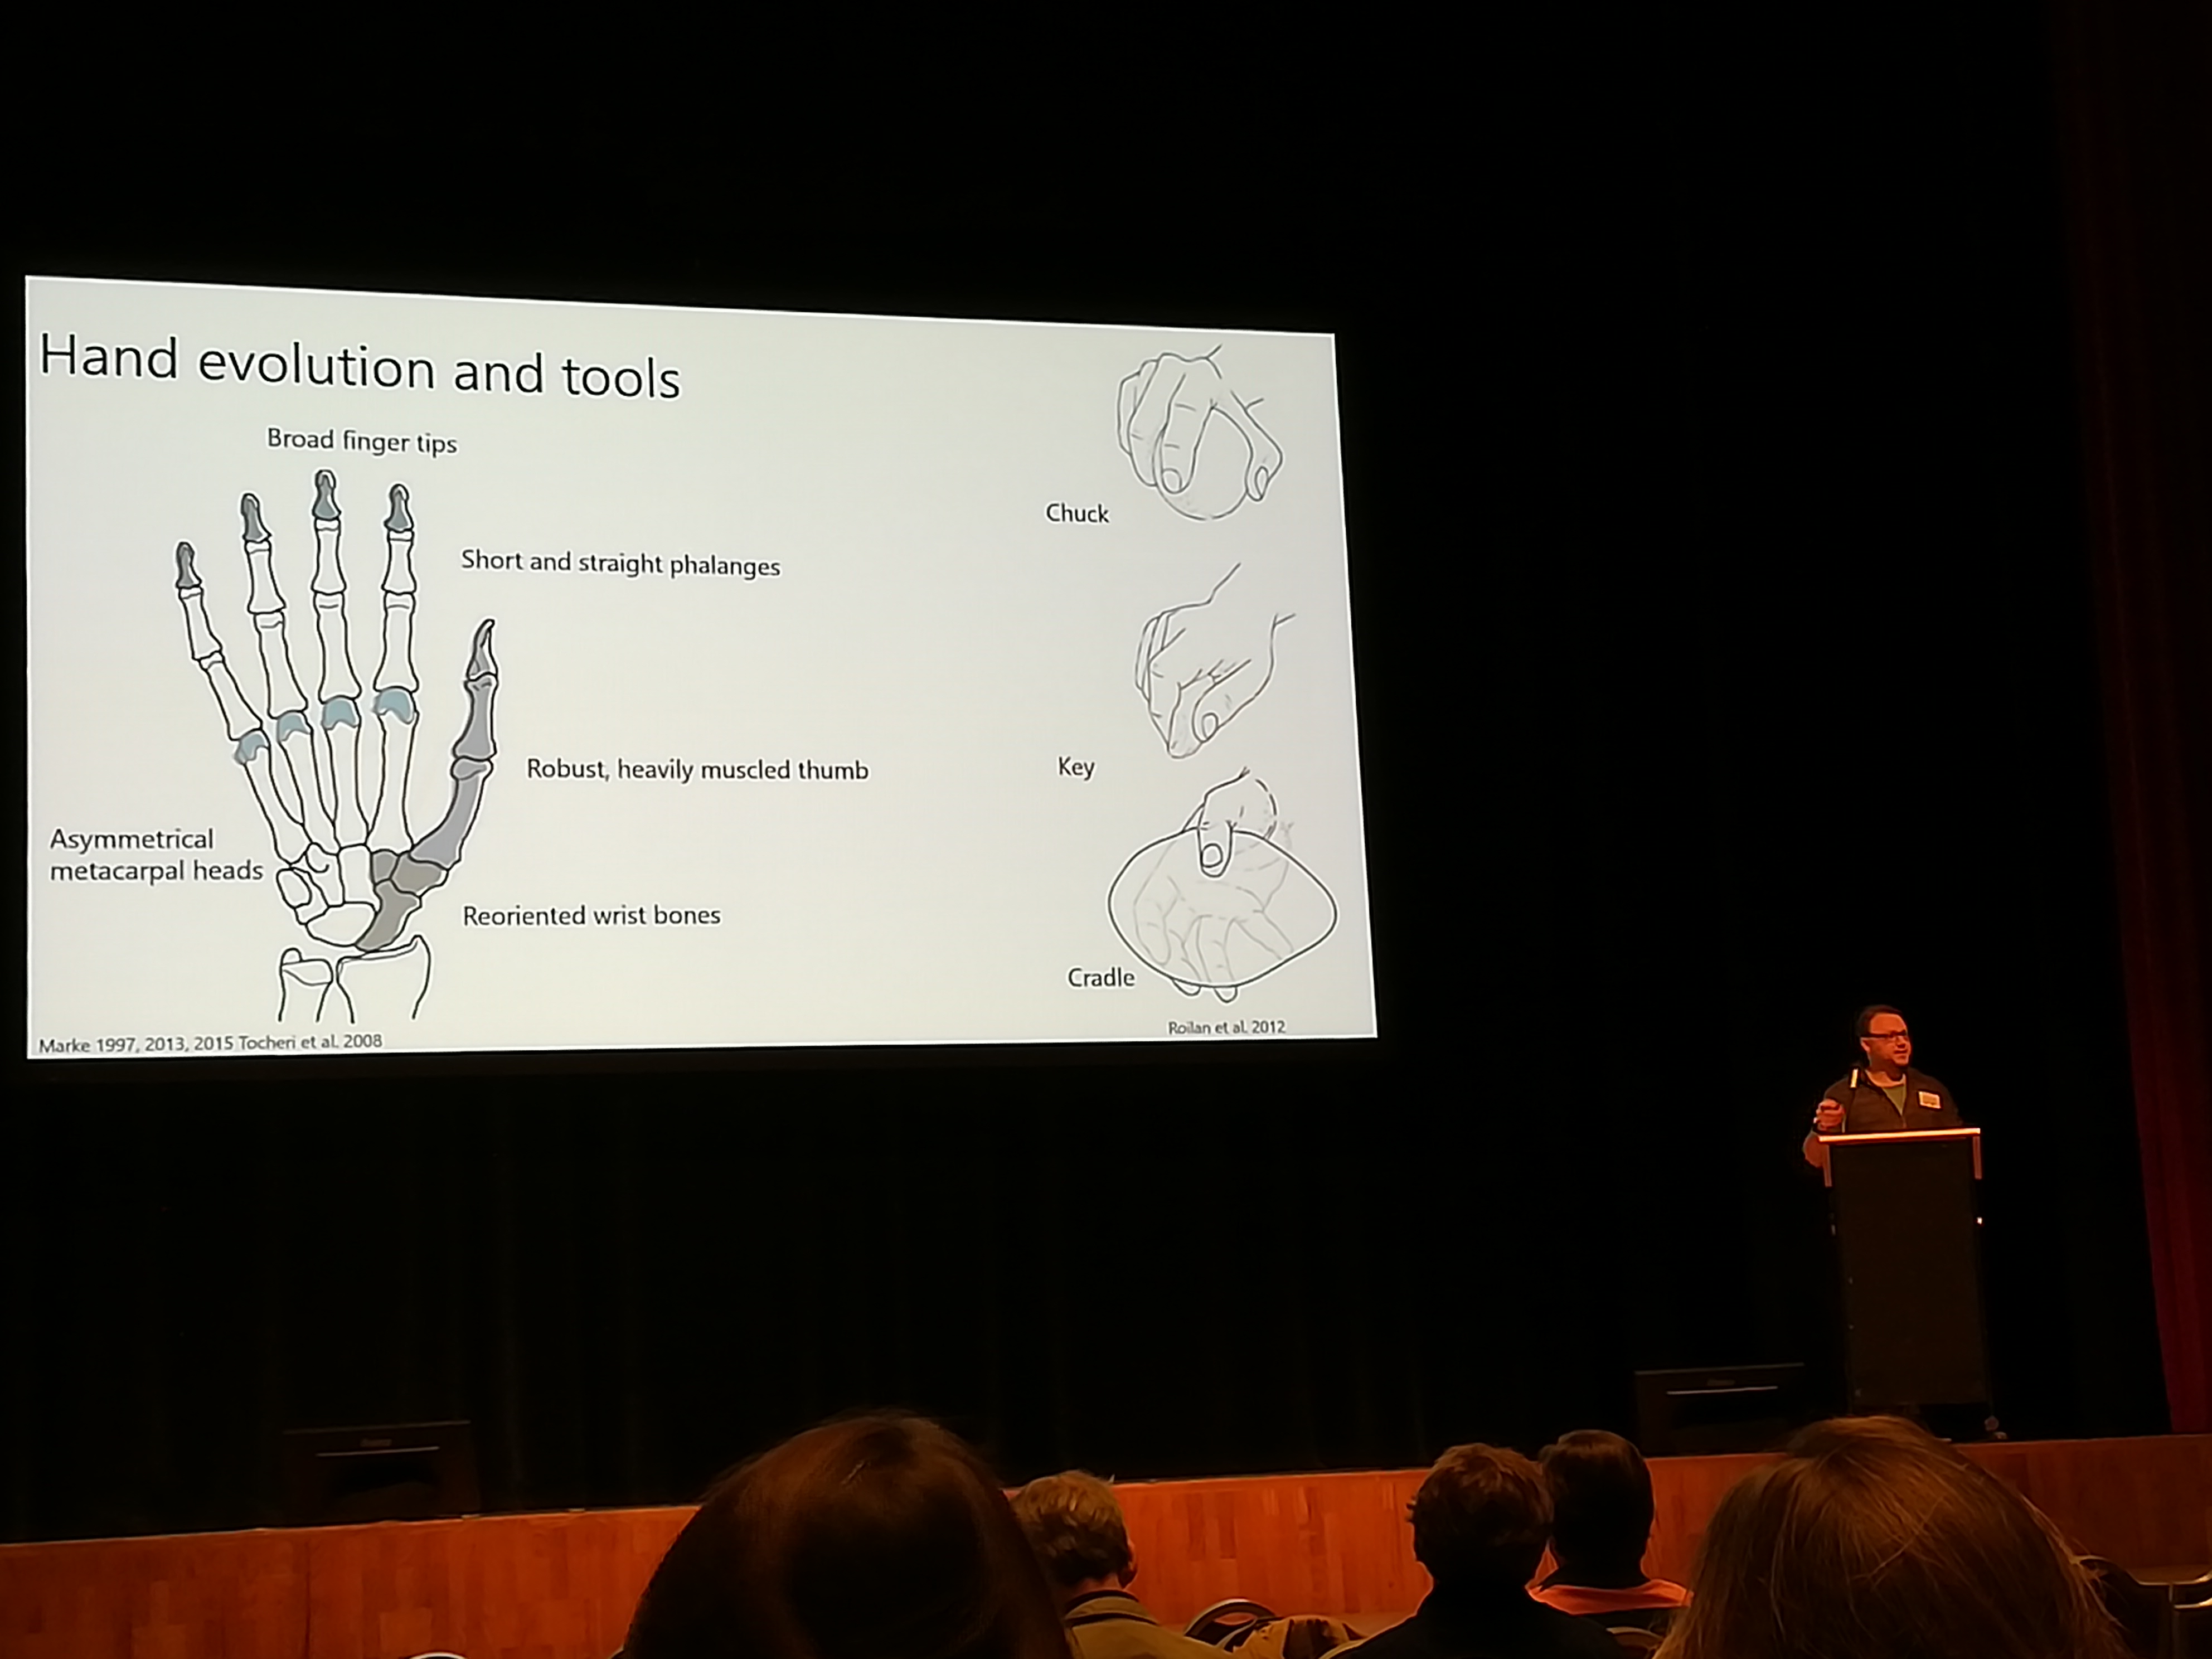 Hand evolution and tools
Broad finger tips
Short and straight phalanges
Robust, heavily muscled thumb
Asymmetrical
metacarpal heads
Reoriented wrist bones
Marke 1997, 2013, 2015 Tocheri et al. 2008
Chuck
Key
Cradle
Roilan et al. 2012